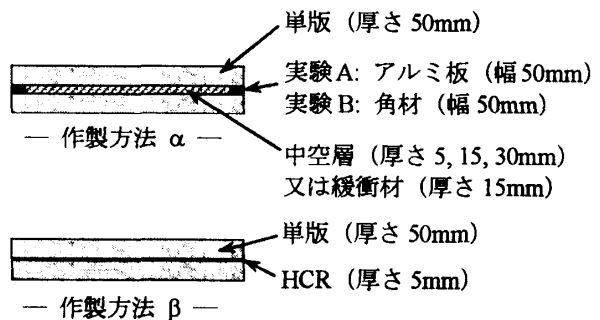 単版（厚さ 50mm）
実験A: アルミ板（幅 50mm）
実験B: 角材（幅 50mm）
― 作製方法 α ―
中空層（厚さ 5, 15, 30mm）
又は緩衝材（厚さ 15mm）
単版（厚さ 50mm）
HCR（厚さ 5mm）
― 作製方法 β ―